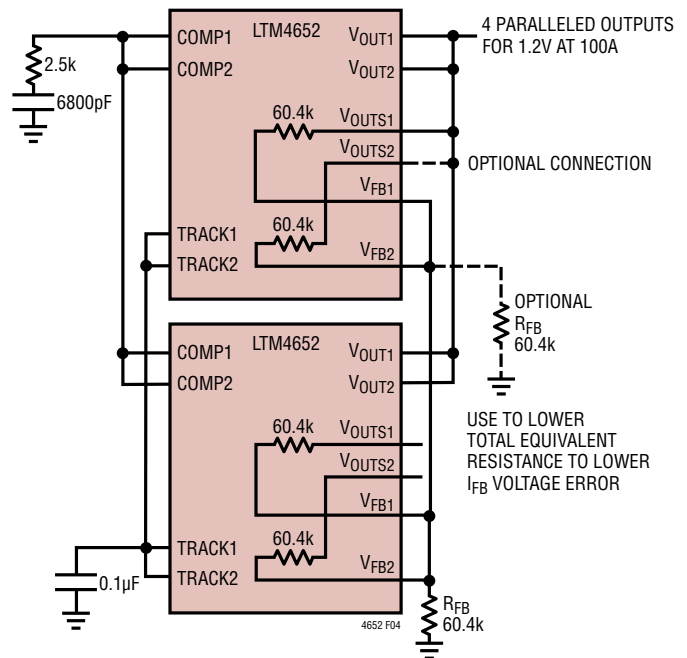 COMP1
LTM4652
VOUT1
4 PARALLELED OUTPUTS
FOR 1.2V AT 100A
2.5k
COMP2
VOUT2
6800pF
60.4k
VOUTS1
VOUTS2
OPTIONAL CONNECTION
VFB1
60.4k
TRACK1
TRACK2
VFB2
OPTIONAL
RFB
60.4k
COMP1
LTM4652
VOUT1
COMP2
VOUT2
USE TO LOWER
TOTAL EQUIVALENT
RESISTANCE TO LOWER
IFB VOLTAGE ERROR
60.4k
VOUTS1
VOUTS2
VFB1
60.4k
TRACK1
TRACK2
VFB2
0.1µF
RFB
60.4k
4652 F04